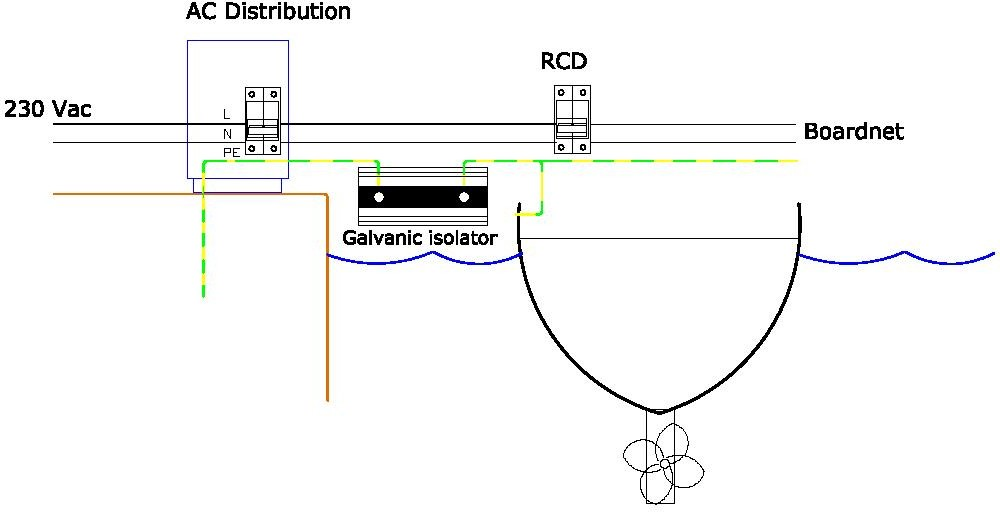 AC Distribution
RCD
230 Vac
L
N
PE
Boardnet
Galvanic isolator